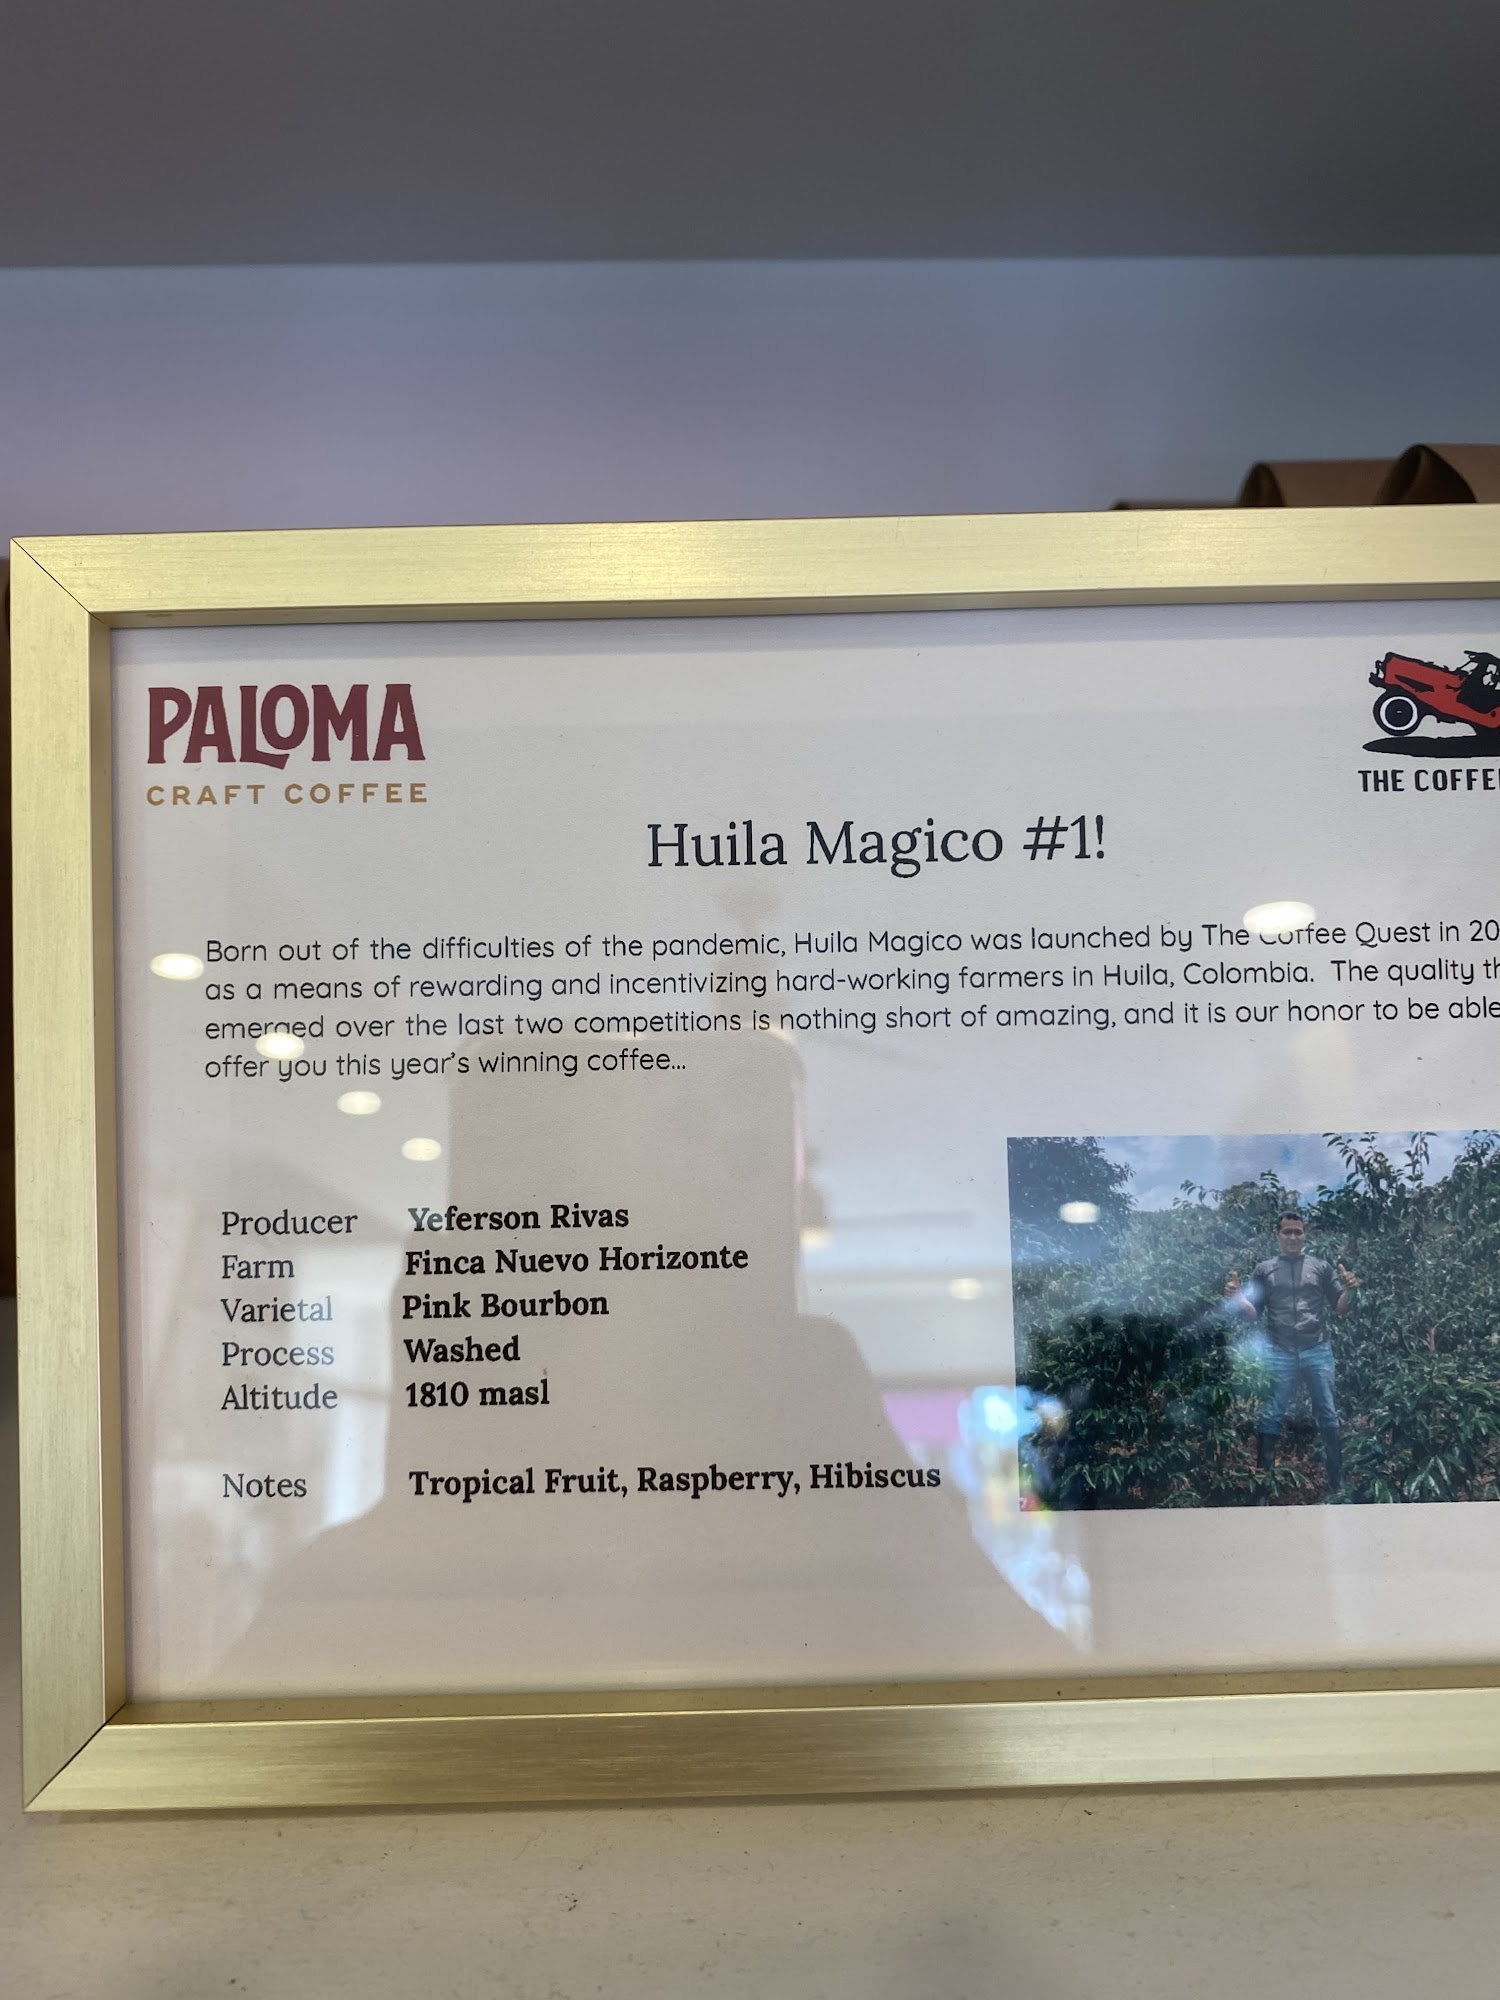 PALOMA
CRAFT COFFEE
THE COFFEE
Huila Magico #1!
Born out of the difficulties of the pandemic, Huila Magico was launched by The Coffee Quest in 20
as a means of rewarding and incentivizing hard-working farmers in Huila, Colombia. The quality th
emerged over the last two competitions is nothing short of amazing, and it is our honor to be able
offer you this year's winning coffee...
Producer Yeferson Rivas
Farm Finca Nuevo Horizonte
Varietal Pink Bourbon
Process Washed
Altitude 1810 masl
Notes Tropical Fruit, Raspberry, Hibiscus